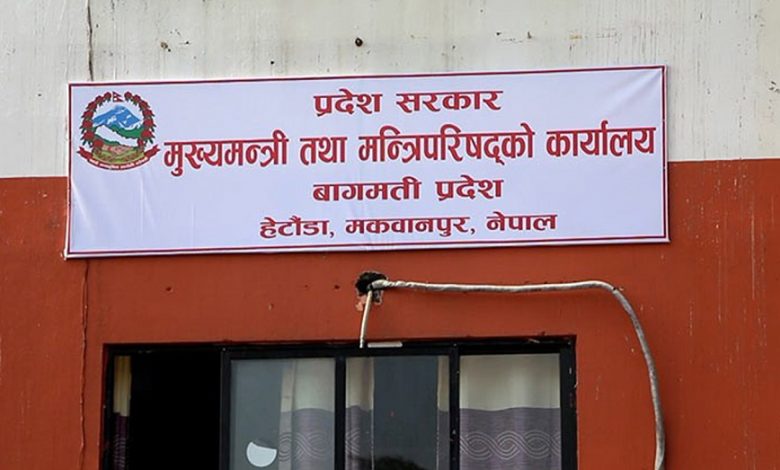 प्रदेश सरकार
मुख्यमन्त्री तथा मन्त्रिपरिषद्को कार्यालय
बागमती प्रदेश
हेटौंडा, मकवानपुर, नेपाल